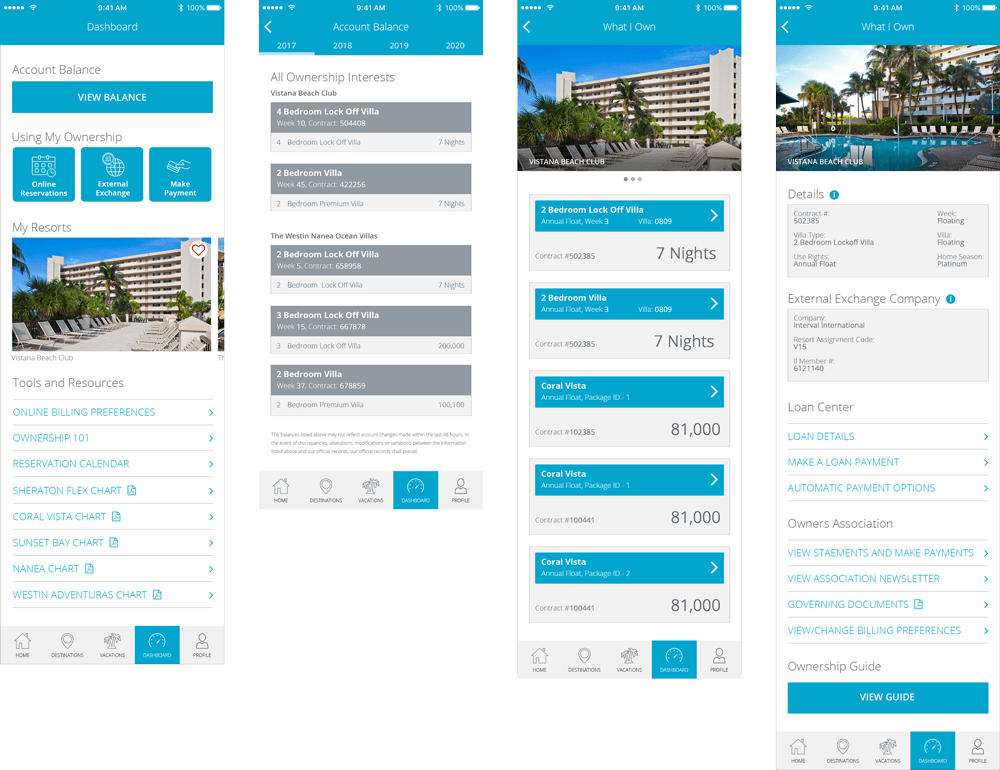 9:41 AM
100%
Dashboard
Account Balance
VIEW BALANCE
Using My Ownership
Online
Reservations
External
Exchange
Make
Payment
My Resorts
Vistana Beach Club
Tools and Resources
ONLINE BILLING PREFERENCES
OWNERSHIP 101
RESERVATION CALENDAR
SHERATON FLEX CHART
CORAL VISTA CHART
SUNSET BAY CHART
NANEA CHART
WESTIN ADVENTURAS CHART
HOME
DESTINATIONS
VACATIONS
DASHBOARD
PROFILE
9:41 AM
100%
Account Balance
2017 2018 2019 2020
All Ownership Interests
Vistana Beach Club
4 Bedroom Lock Off Villa
Week 10, Contract: 504408
4 Bedroom Lock Off Villa 7 Nights
2 Bedroom Villa
Week 45, Contract: 422256
2 Bedroom Premium Villa 7 Nights
The Westin Nanea Ocean Villas
2 Bedroom Lock Off Villa
Week 5, Contract: 658958
2 Bedroom Lock Off Villa 7 Nights
3 Bedroom Lock Off Villa
Week 15, Contract: 667878
3 Bedroom Lock Off Villa 200,000
2 Bedroom Villa
Week 37, Contract: 678859
2 Bedroom Premium Villa 100,100
The balances listed above may not reflect account changes made within the last 48 hours, in
the event of discrepancies, alterations, modifications or variations between the information
listed above and our official records, our official records shall prevail.
HOME
DESTINATIONS
VACATIONS
DASHBOARD
PROFILE
9:41 AM
100%
What I Own
VISTANA BEACH CLUB
2 Bedroom Lock Off Villa
Annual Float, Week 3 Villa: 0809
Contract #502385 7 Nights
2 Bedroom Villa
Annual Float, Week 3 Villa: 0809
Contract #502385 7 Nights
Coral Vista
Annual Float, Package ID - 1
Contract #102385 81,000
Coral Vista
Annual Float, Package ID - 1
Contract #100441 81,000
Coral Vista
Annual Float, Package ID - 2
Contract #100441 81,000
HOME
DESTINATIONS
VACATIONS
DASHBOARD
PROFILE
9:41 AM
100%
What I Own
VISTANA BEACH CLUB
Details
Contract #: Week:
502385 Floating
Villa Type: Villa:
2 Bedroom Lockoff Villa Floating
Use Rights: Home Season:
Annual Float Platinum
External Exchange Company
Company:
Interval International
Resort Assignment Code:
V15
II Member #:
6121140
Loan Center
LOAN DETAILS
MAKE A LOAN PAYMENT
AUTOMATIC PAYMENT OPTIONS
Owners Association
VIEW STAEMENTS AND MAKE PAYMENTS
VIEW ASSOCIATION NEWSLETTER
GOVERNING DOCUMENTS
VIEW/CHANGE BILLING PREFERENCES
Ownership Guide
VIEW GUIDE
HOME
DESTINATIONS
VACATIONS
DASHBOARD
PROFILE